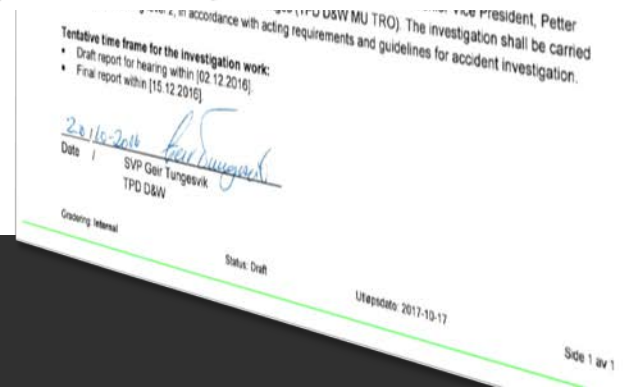 Vice President, Petter
2, in accordance with acting requirements and guidelines for accident investigation.
(TPD D&W MU TRO). The investigation shall be carried
Tentative time frame for the investigation work:
• Draft report for hearing within [02.12.2016].
• Final report within [15.12.2016].
Geir Tungesvik
Date /
SVP Geir Tungesvik
TPD D&W
Gradering: Internal
Status: Draft
Utløpsdato: 2017-10-17
Side 1 av 1